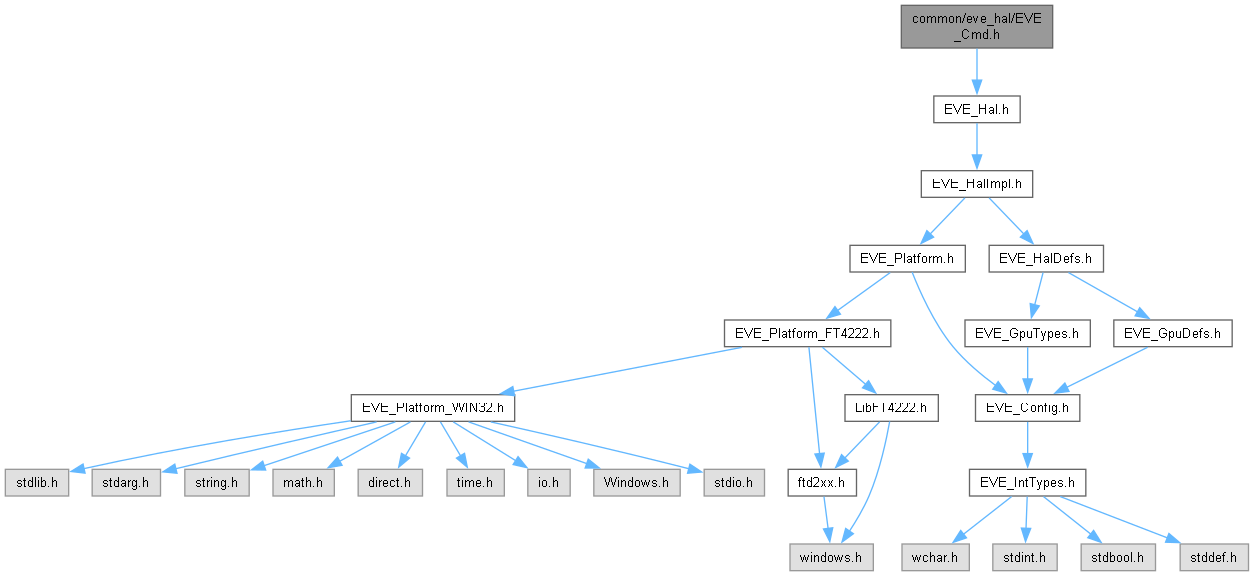 common/eve_hal/EVE
_Cmd.h
EVE_Hal.h
EVE_HalImpl.h
EVE_Platform.h
EVE_HalDefs.h
EVE_Platform_FT4222.h
EVE_GpuTypes.h
EVE_GpuDefs.h
EVE_Platform_WIN32.h
LibFT4222.h
EVE_Config.h
stdlib.h
stdarg.h
string.h
math.h
direct.h
time.h
io.h
Windows.h
stdio.h
ftd2xx.h
EVE_IntTypes.h
windows.h
wchar.h
stdint.h
stdbool.h
stddef.h